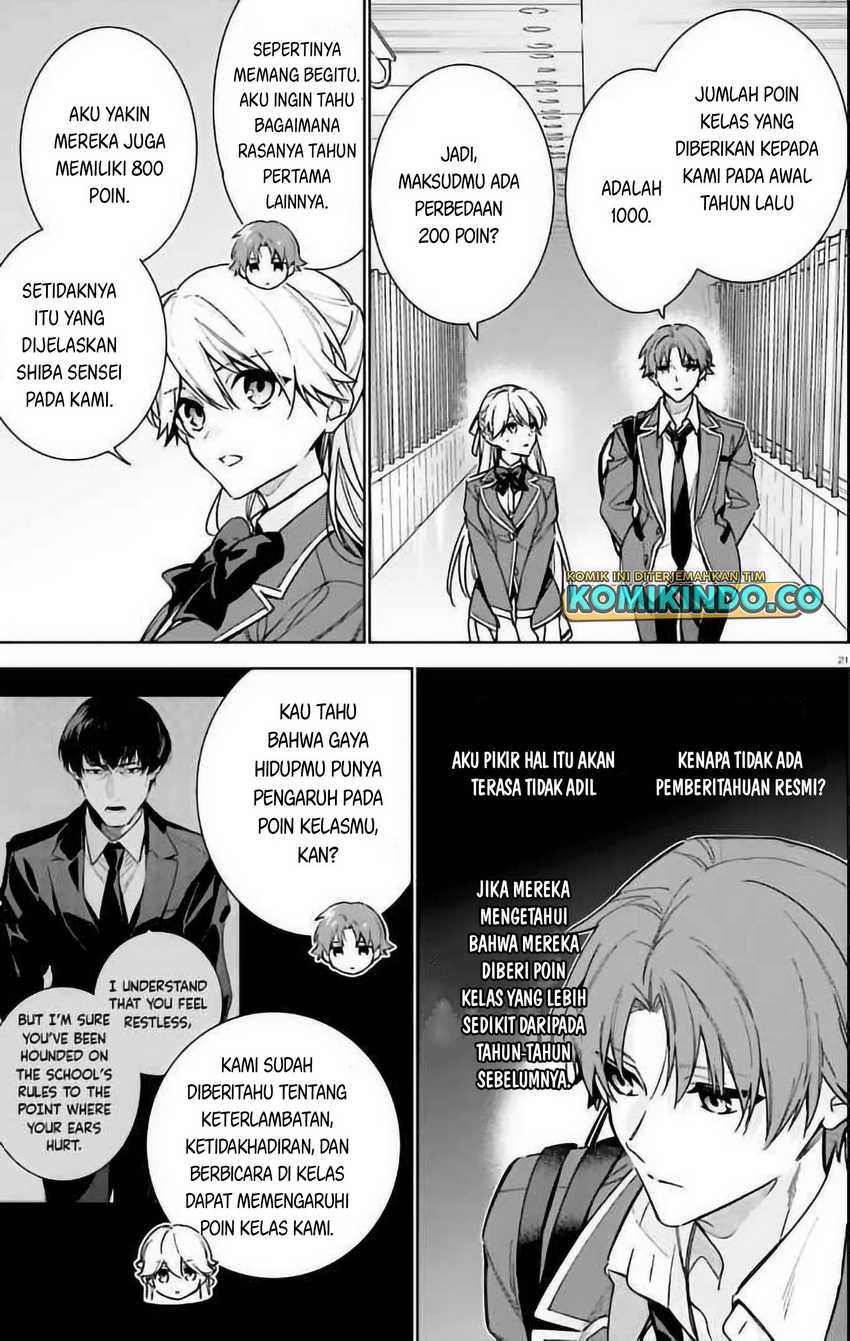 JUMLAH POIN
KELAS YANG
DIBERIKAN KEPADA
KAMI PADA AWAL
TAHUN LALU
ADALAH
1000.
JADI,
MAKSUDMU ADA
PERBEDAAN
200 POIN?
SEPERTINYA
MEMANG BEGITU.
AKU INGIN TAHU
BAGAIMANA
RASANYA TAHUN
PERTAMA
LAINNYA.
AKU YAKIN
MEREKA JUGA
MEMILIKI 800
POIN.
SETIDAKNYA
ITU YANG
DIJELASKAN
SHIBA SENSEI
PADA KAMI.
KOMIK INI DITERJEMAHKAN TIM
KOMIKINDO.CO
21
KENAPA TIDAK ADA
PEMBERITAHUAN RESMI?
AKU PIKIR HAL ITU AKAN
TERASA TIDAK ADIL
JIKA MEREKA
MENGETAHUI
BAHWA MEREKA
DIBERI POIN
KELAS YANG LEBIH
SEDIKIT DARIPADA
TAHUN-TAHUN
SEBELUMNYA.
KAU TAHU
BAHWA GAYA
HIDUPMU PUNYA
PENGARUH PADA
POIN KELASMU,
KAN?
I UNDERSTAND
THAT YOU FEEL
RESTLESS,
BUT I'M SURE
YOU'VE BEEN
HOUNDED ON
THE SCHOOL'S
RULES TO THE
POINT WHERE
YOUR EARS
HURT.
KAMI SUDAH
DIBERITAHU TENTANG
KETERLAMBATAN,
KETIDAKHADIRAN, DAN
BERBICARA DI KELAS
DAPAT MEMENGARUHI
POIN KELAS KAMI.